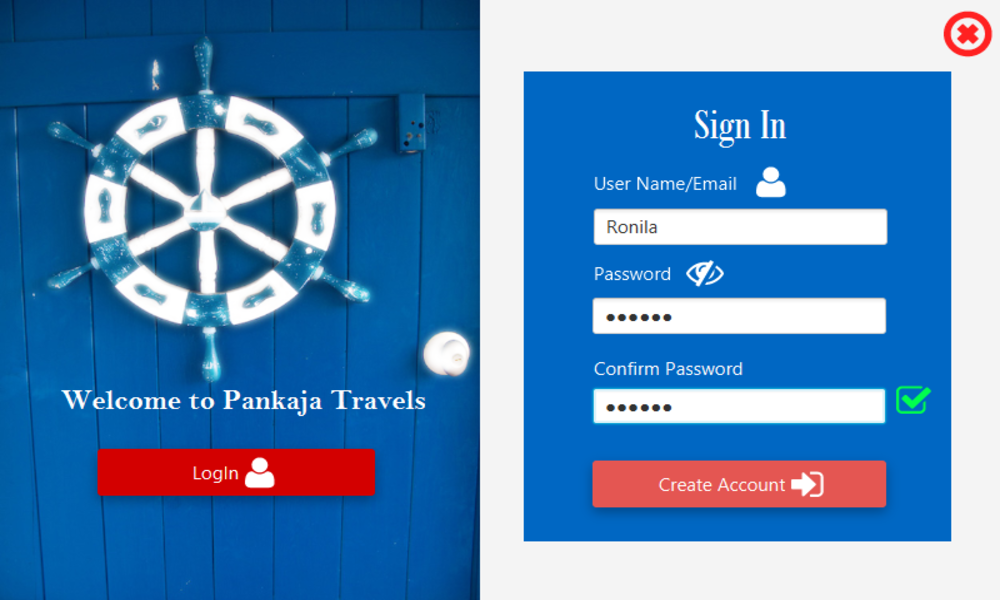 Welcome to Pankaja Travels
LogIn
Sign In
User Name/Email
Ronila
Password
••••••
Confirm Password
••••••
Create Account